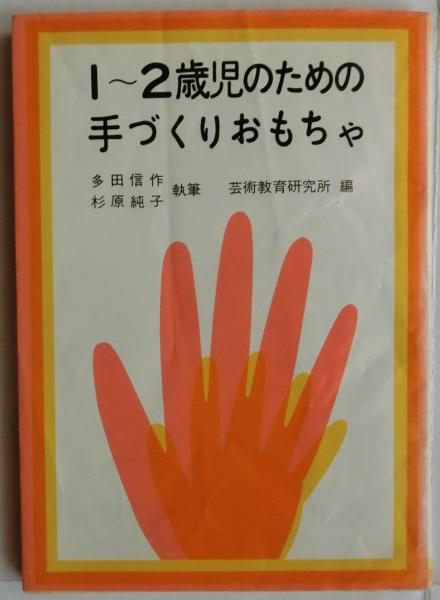 1~2歳児のための
手づくりおもちゃ
多田信作
杉原純子 執筆 芸術教育研究所 編